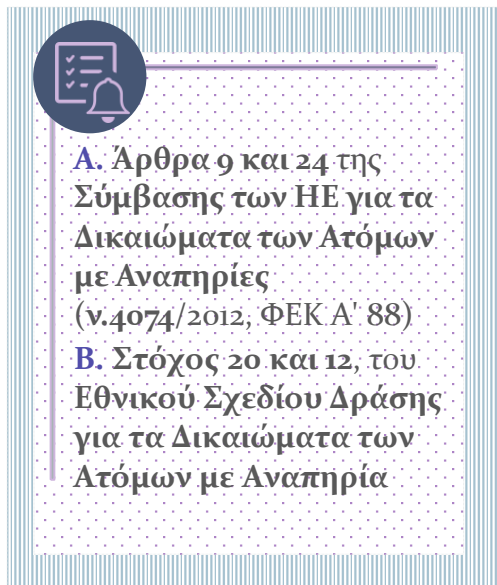 Α. Άρθρα 9 και 24 της
Σύμβασης των ΗΕ για τα
Δικαιώματα των Ατόμων
με Αναπηρίες
(ν.4074/2012, ΦΕΚ Α' 88)
Β. Στόχος 20 και 12, του
Εθνικού Σχεδίου Δράσης
για τα Δικαιώματα των
Ατόμων με Αναπηρία